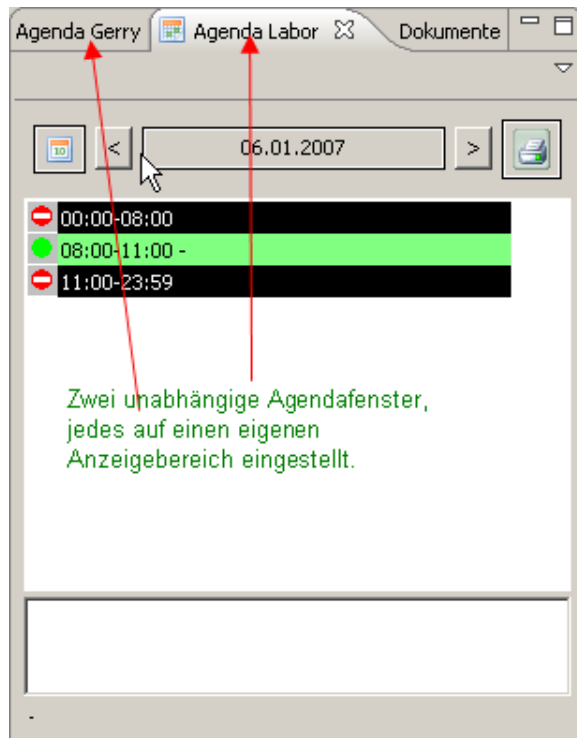 Agenda Gerry Agenda Labor Dokumente
10 < 06.01.2007 >
00:00-08:00
08:00-11:00 -
11:00-23:59
Zwei unabhängige Agendafenster,
jedes auf einen eigenen
Anzeigebereich eingestellt.
-